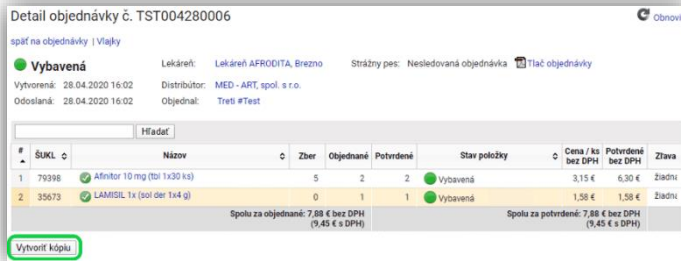 Detail objednávky č. TST004280006
Obnovi
späť na objednávky | Vlajky
Vybavená
Lekáreň: Lekáreň AFRODITA, Brezno
Strážny pes: Nesledovaná objednávka Tlač objednávky
Vytvorená: 28.04.2020 16:02 Distribútor: MED - ART, spol. s r.o.
Odoslaná: 28.04.2020 16:02 Objednal: Treti #Test
Hľadať
# ŠUKL Názov Zber Objednané Potvrdené Stav položky Cena / ks bez DPH Potvrdené bez DPH Zľava
1 79398 Afinitor 10 mg (tbl 1x30 ks) 5 2 2 Vybavená 3,15 € 6,30 € žiadna
2 35673 LAMISIL 1x (sol der 1x4 g) 0 1 1 Vybavená 1,58 € 1,58 € žiadna
Spolu za objednané: 7,88 € bez DPH Spolu za potvrdené: 7,88 € bez DPH
(9,45 € s DPH) (9,45 € s DPH)
Vytvoriť kópiu